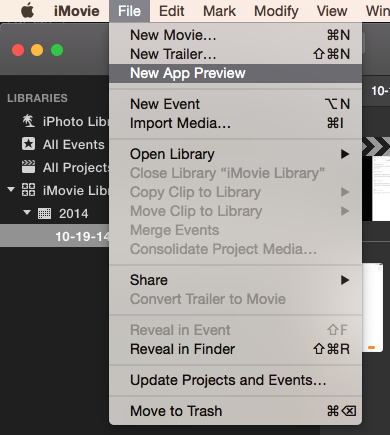 iMovie File Edit Mark Modify View Win
New Movie… ⌘N
New Trailer… ⇧⌘N
New App Preview
LIBRARIES
10-1
iPhoto Libr
New Event ⌥N
All Events
Import Media… ⌘I
All Projects
Open Library ▶
iMovie Libr
Close Library “iMovie Library”
Copy Clip to Library ▶
2014
Move Clip to Library ▶
10-19-14
Merge Events
Consolidate Project Media…
Share ▶
Convert Trailer to Movie
Reveal in Event ⇧F
Reveal in Finder ⇧⌘R
Update Projects and Events…
Move to Trash ⌘⌫